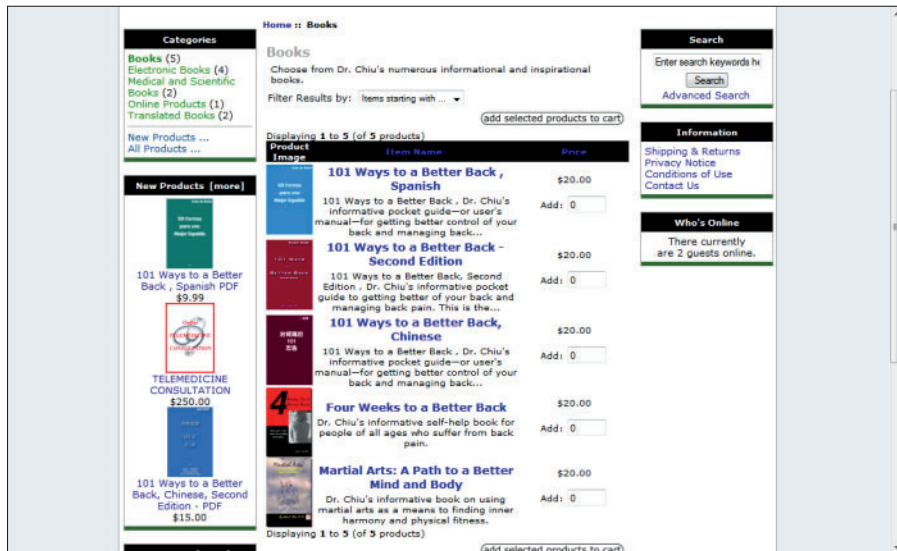 Home :: Books
Categories
Books (5)
Electronic Books (4)
Medical and Scientific
Books (2)
Online Products (1)
Translated Books (2)
New Products ...
All Products ...
New Products [more]
101 Ways to a Better
Back , Spanish PDF
$9.99
TELEMEDICINE
CONSULTATION
TELEMEDICINE
CONSULTATION
$250.00
101 Ways to a Better
Back, Chinese, Second
Edition - PDF
$15.00
Books
Choose from Dr. Chiu's numerous informational and inspirational
books.
Filter Results by: Items starting with ...
add selected products to cart
Displaying 1 to 5 (of 5 products)
Product
Image
Item Name
Price
101 Ways to a Better Back ,
Spanish
101 Ways to a Better Back , Dr. Chiu's
informative pocket guide—or user's
manual—for getting better control of your
back and managing back...
$20.00
Add: 0
101 Ways to a Better Back -
Second Edition
101 Ways to a Better Back, Second
Edition , Dr. Chiu's informative pocket
guide to getting better of your back and
managing back pain. This is the...
$20.00
Add: 0
101 Ways to a Better Back,
Chinese
101 Ways to a Better Back , Dr. Chiu's
informative pocket guide—or user's
manual—for getting better control of your
back and managing back...
$20.00
Add: 0
4
Four Weeks to a Better Back
Dr. Chiu's informative self-help book for
people of all ages who suffer from back
pain.
$20.00
Add: 0
Martial Arts
Martial Arts: A Path to a Better
Mind and Body
Dr. Chiu's informative book on using
martial arts as a means to finding inner
harmony and physical fitness.
$20.00
Add: 0
Displaying 1 to 5 (of 5 products)
add selected products to cart
Search
Enter search keywords he
Search
Advanced Search
Information
Shipping & Returns
Privacy Notice
Conditions of Use
Contact Us
Who's Online
There currently
are 2 guests online.